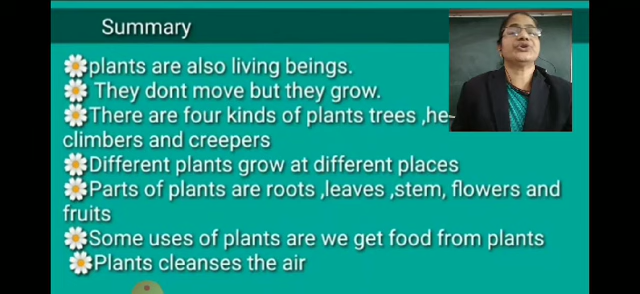 Summary
plants are also living beings.
They dont move but they grow.
There are four kinds of plants trees ,he
climbers and creepers
Different plants grow at different places
Parts of plants are roots ,leaves ,stem, flowers and
fruits
Some uses of plants are we get food from plants
Plants cleanses the air